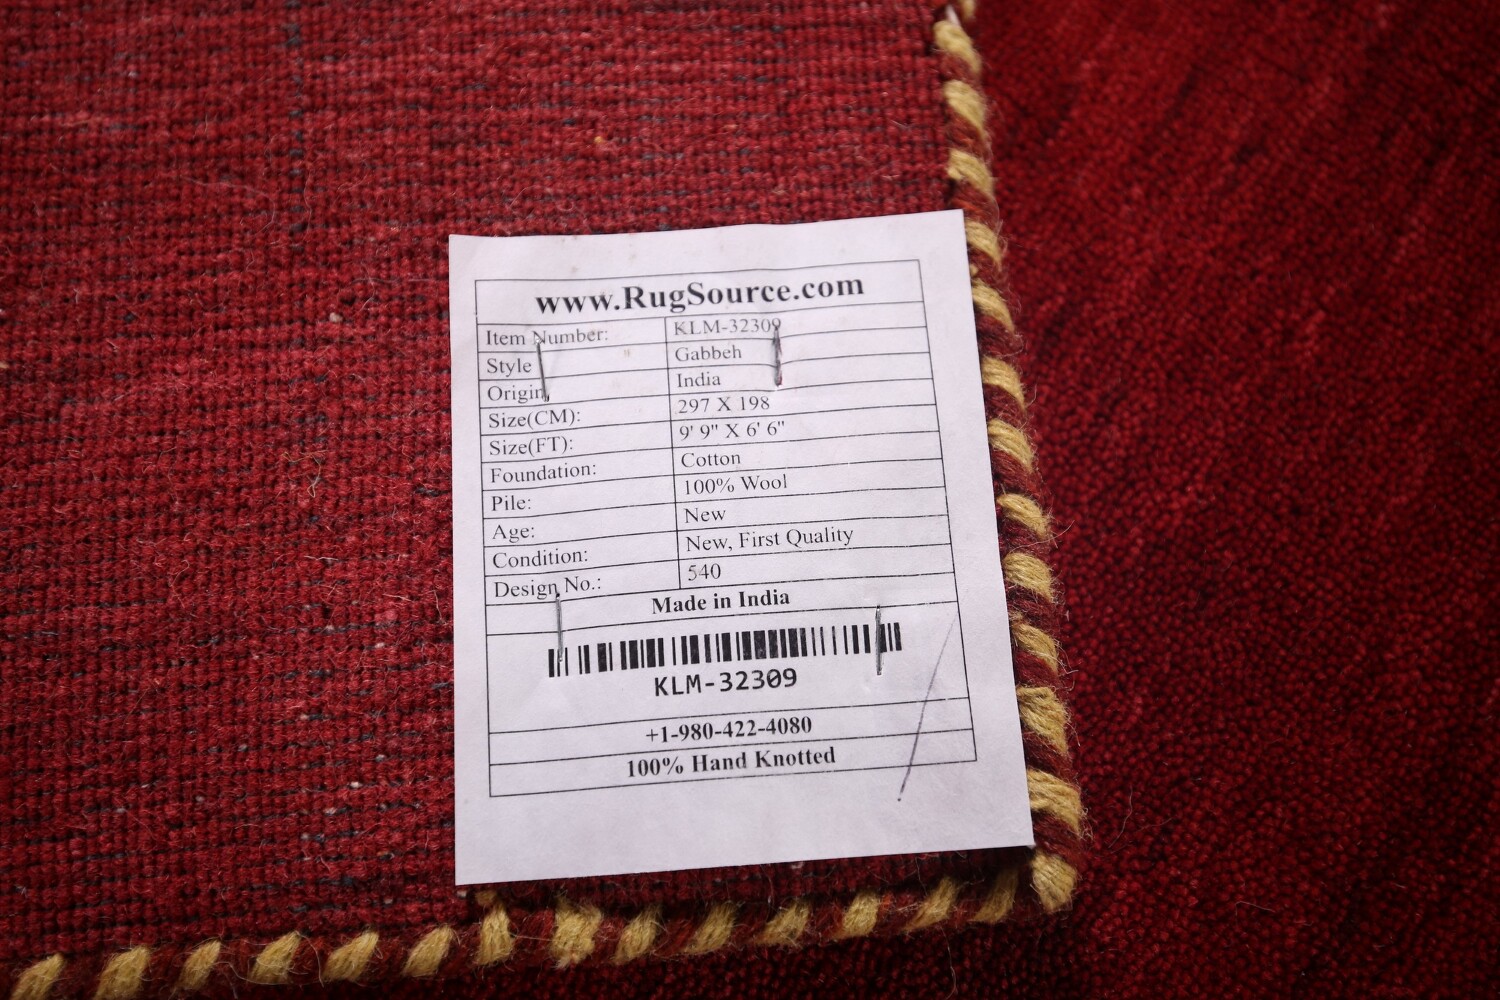 www.RugSource.com
Item Number: KLM-32309
Style Gabbeh
Origin India
Size(CM): 297 X 198
Size(FT): 9' 9" X 6' 6"
Foundation: Cotton
Pile: 100% Wool
Age: New
Condition: New, First Quality
Design No.: 540
Made in India
KLM-32309
+1-980-422-4080
100% Hand Knotted